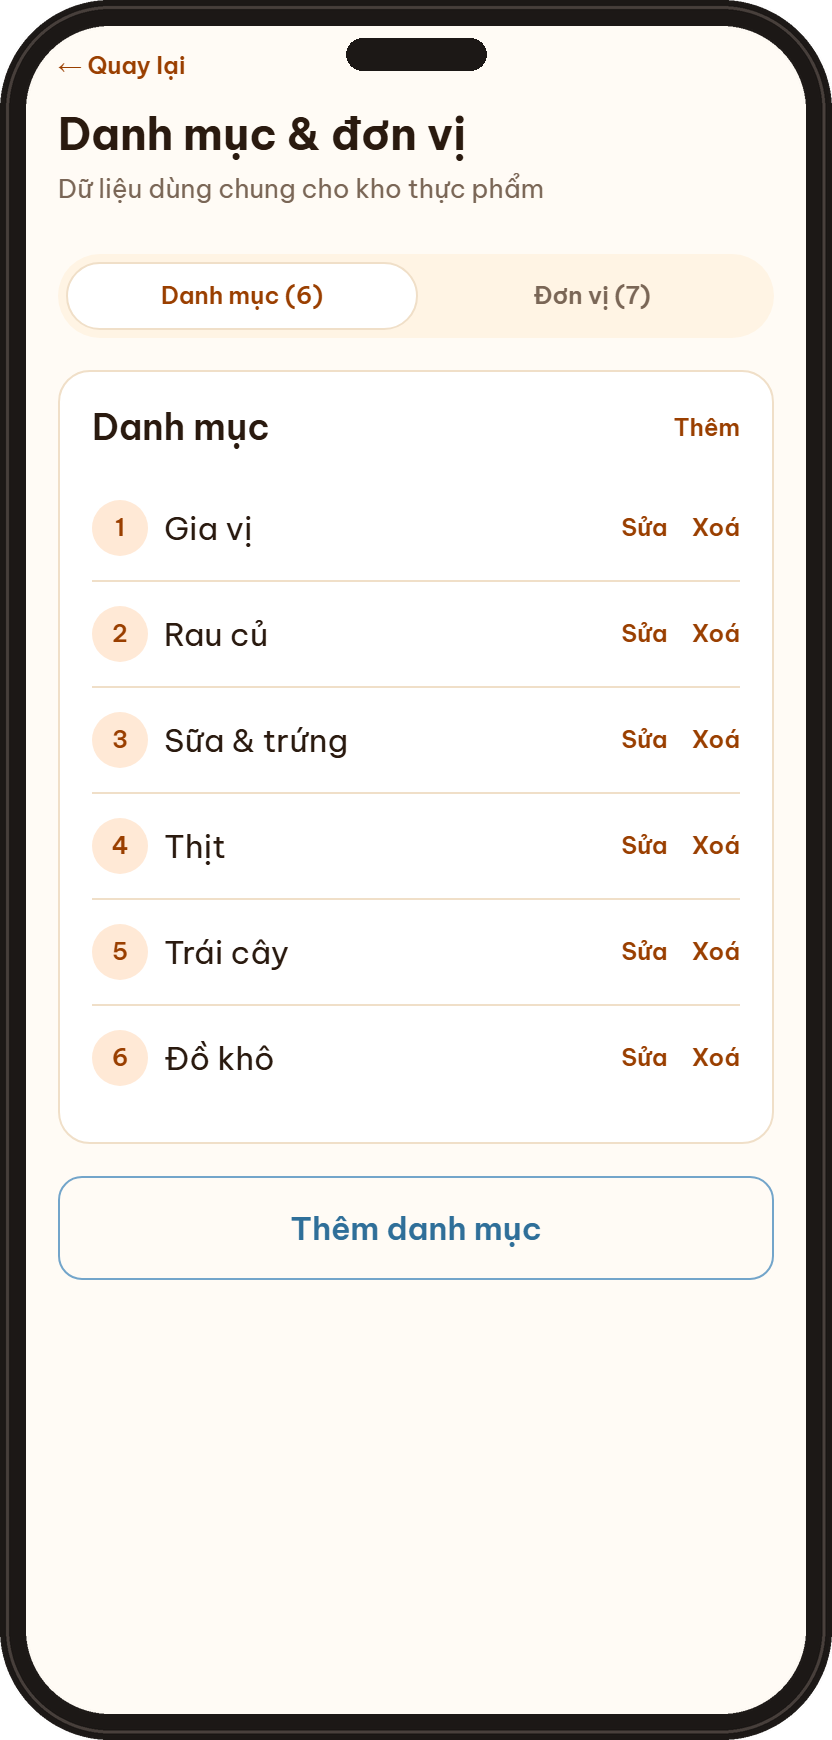 ← Quay lại
Danh mục & đơn vị
Dữ liệu dùng chung cho kho thực phẩm
Danh mục (6) Đơn vị (7)
Danh mục Thêm
1 Gia vị Sửa Xoá
2 Rau củ Sửa Xoá
3 Sữa & trứng Sửa Xoá
4 Thịt Sửa Xoá
5 Trái cây Sửa Xoá
6 Đồ khô Sửa Xoá
Thêm danh mục